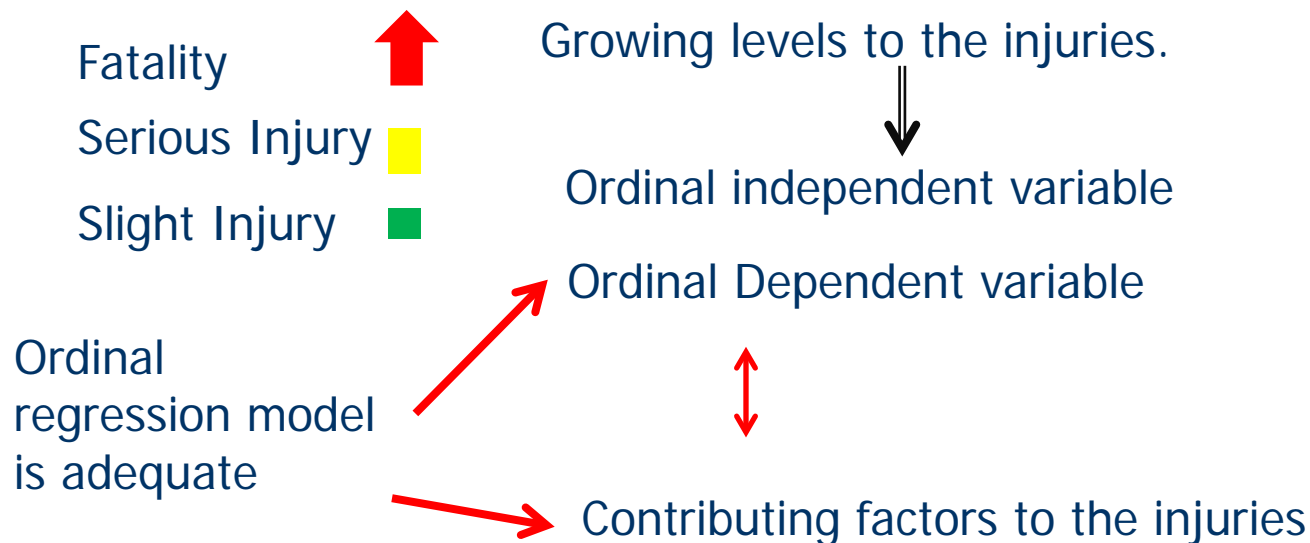 Fatality
Serious Injury
Slight Injury
Growing levels to the injuries.
Ordinal independent variable
Ordinal Dependent variable
Ordinal
regression model
is adequate
Contributing factors to the injuries